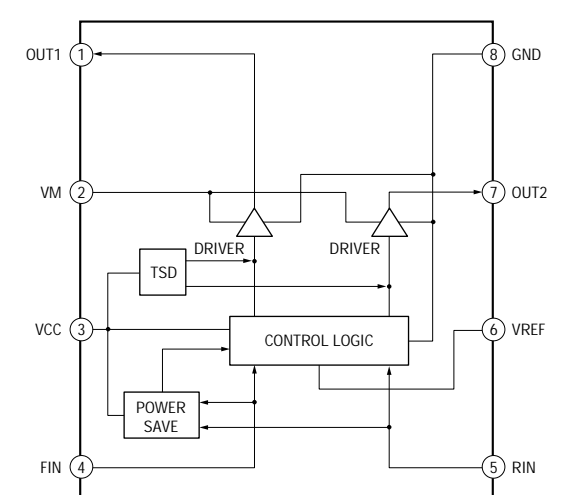 OUT1 1
8 GND
VM 2
7 OUT2
DRIVER
DRIVER
TSD
VCC 3
CONTROL LOGIC
6 VREF
POWER
SAVE
FIN 4
5 RIN